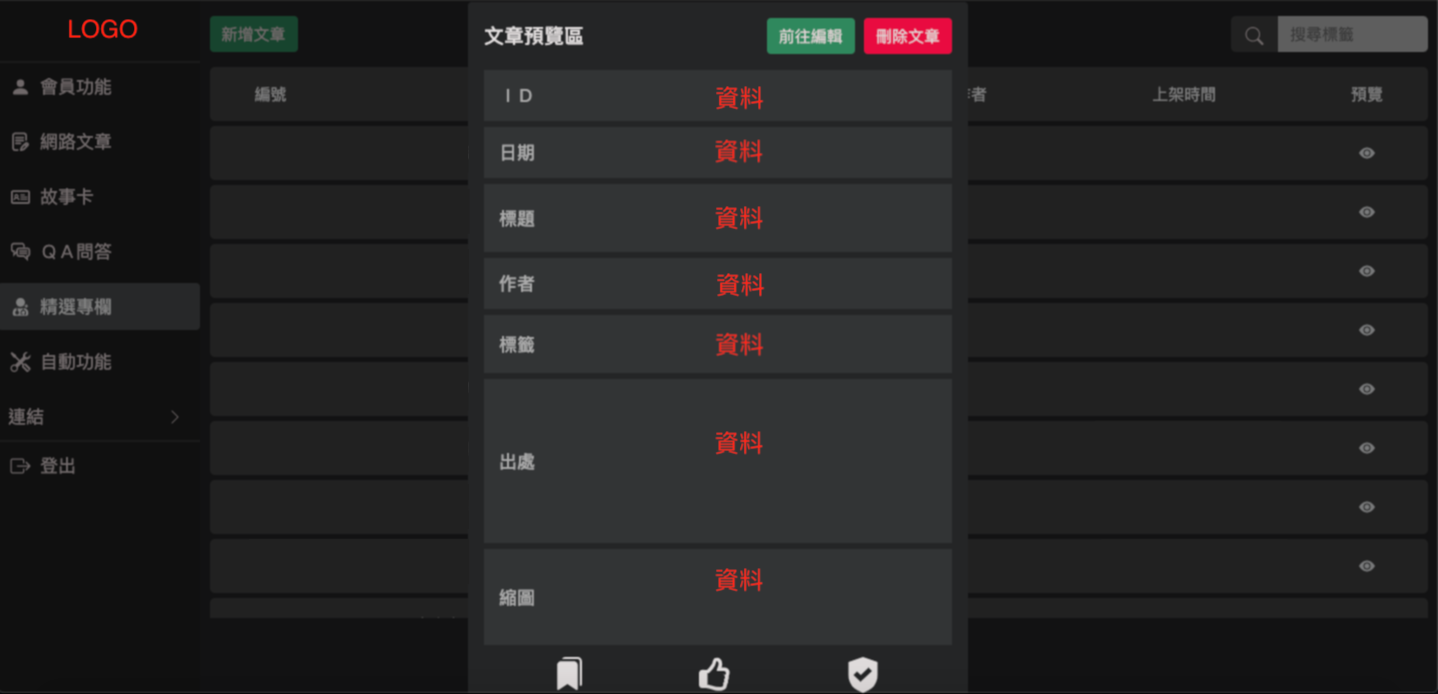 LOGO
會員功能
網路文章
故事卡
ＱＡ問答
精選專欄
自動功能
連結
登出
新增文章
搜尋標籤
編號
者
上架時間
預覽
文章預覽區
前往編輯
刪除文章
ＩＤ
資料
日期
資料
標題
資料
作者
資料
標籤
資料
出處
資料
縮圖
資料